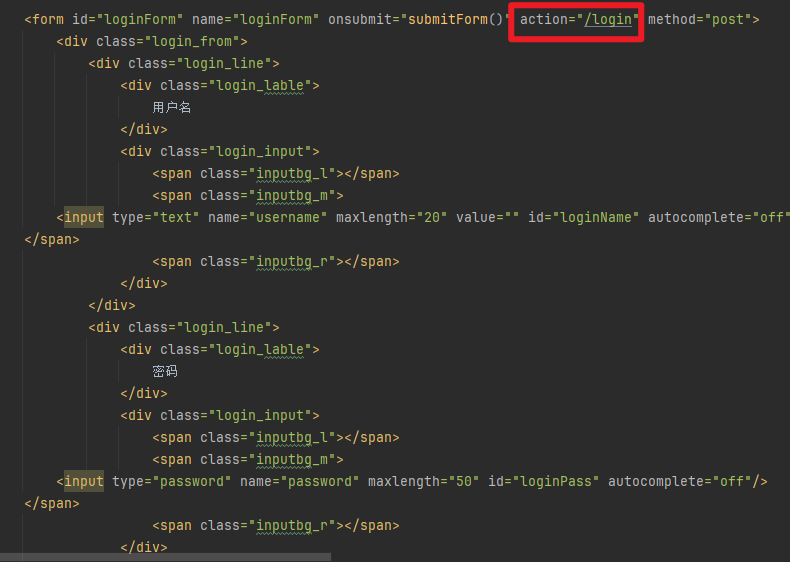 <form id="loginForm" name="loginForm" onsubmit="submitForm()" action="/login" method="post">
<div class="login_from">
<div class="login_line">
<div class="login_lable">
用户名
</div>
<div class="login_input">
<span class="inputbg_l"></span>
<span class="inputbg_m">
<input type="text" name="username" maxlength="20" value="" id="loginName" autocomplete="off"
</span>
<span class="inputbg_r"></span>
</div>
</div>
<div class="login_line">
<div class="login_lable">
密码
</div>
<div class="login_input">
<span class="inputbg_l"></span>
<span class="inputbg_m">
<input type="password" name="password" maxlength="50" id="loginPass" autocomplete="off"/>
</span>
<span class="inputbg_r"></span>
</div>